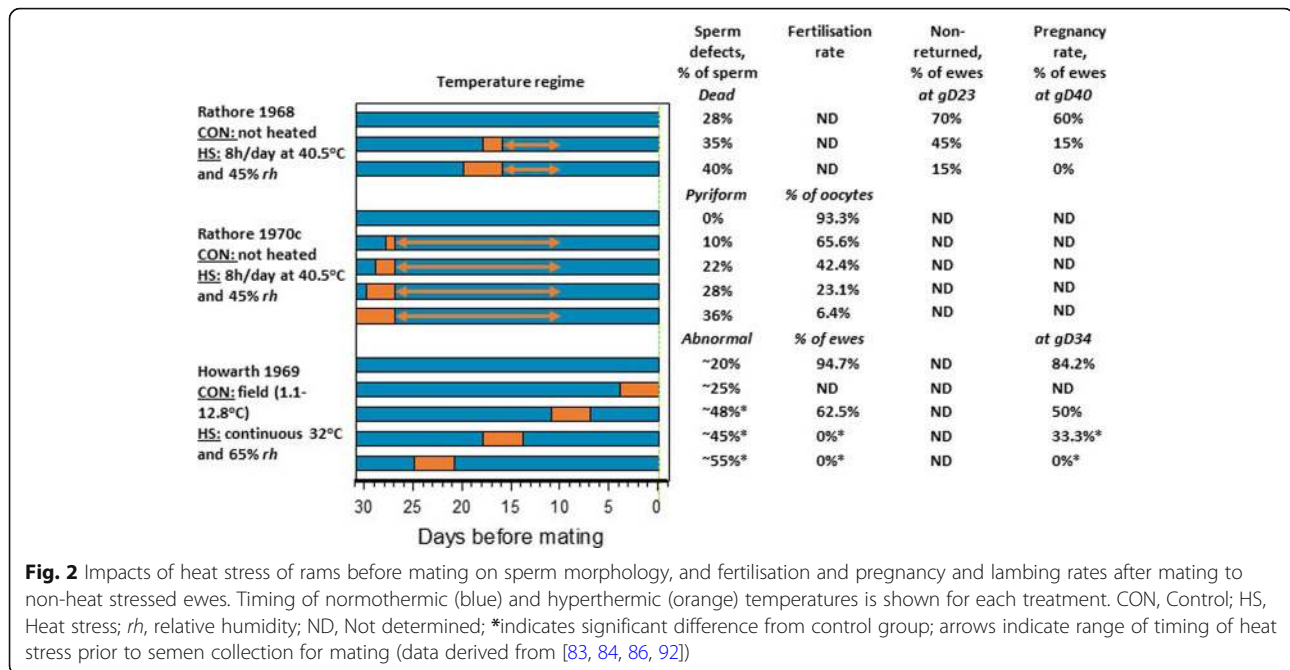 Sperm Fertilisation Non- Pregnancy
defects, rate returned, rate,
% of sperm % of ewes % of ewes
Temperature regime Dead at gD23 at gD40
Rathore 1968 28% ND 70% 60%
CON: not heated
HS: 8h/day at 40.5°C 35% ND 45% 15%
and 45% rh 40% ND 15% 0%
Pyriform % of oocytes
0% 93.3% ND ND
Rathore 1970c 10% 65.6% ND ND
CON: not heated
HS: 8h/day at 40.5°C 22% 42.4% ND ND
and 45% rh 28% 23.1% ND ND
36% 6.4% ND ND
Abnormal % of ewes at gD34
Howarth 1969 ~20% 94.7% ND 84.2%
CON: field (1.1- ~25% ND ND ND
12.8°C) ~48%* 62.5% ND 50%
HS: continuous 32°C ~45%* 0%* ND 33.3%*
and 65% rh ~55%* 0%* ND 0%*
30 25 20 15 10 5 0
Days before mating
Fig. 2 Impacts of heat stress of rams before mating on sperm morphology, and fertilisation and pregnancy and lambing rates after mating to
non-heat stressed ewes. Timing of normothermic (blue) and hyperthermic (orange) temperatures is shown for each treatment. CON, Control; HS,
Heat stress; rh, relative humidity; ND, Not determined; *indicates significant difference from control group; arrows indicate range of timing of heat
stress prior to semen collection for mating (data derived from [83, 84, 86, 92])